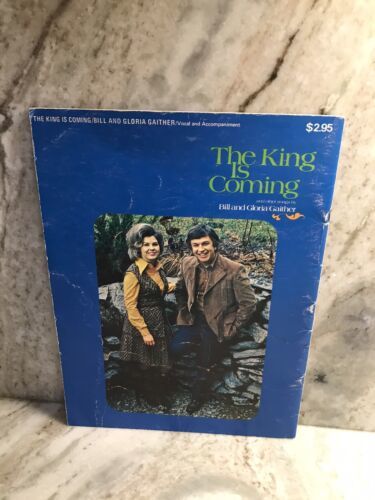 THE KING IS COMING/BILL AND GLORIA GAITHER/Vocal and Accompaniment
$2.95
The King
Is
Coming
and other songs by
Bill and Gloria Gaither